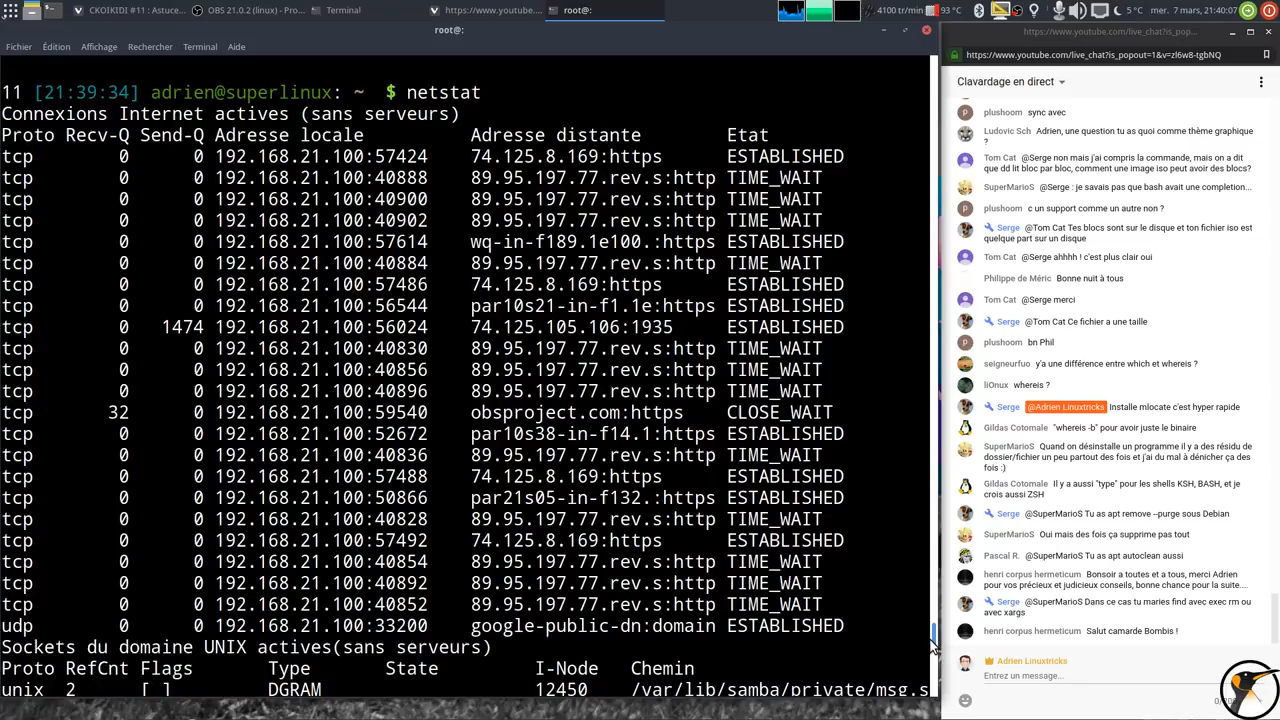 CKOIKIDI #11 : Astuce...
OBS 21.0.2 (linux) - Pro...
Terminal
https://www.youtube....
root@:
4100 tr/min
93 °C
5 °C
mar. 7 mars, 21:40:07
root@:
Fichier Édition Affichage Rechercher Terminal Aide
11 [21:39:34] adrien@superlinux: $ netstat
Connexions Internet actives (sans serveurs)
Proto Recv-Q Send-Q Adresse locale Adresse distante Etat
tcp 0 0 192.168.21.100:57424 74.125.8.169:https ESTABLISHED
tcp 0 0 192.168.21.100:408 89.95.197.77.rev.s:http TIME_WAIT
tcp 0 0 192.168.21.100:408 89.95.197.77.rev.s:http TIME_WAIT
tcp 0 0 192.168.21.100:409 89.95.197.77.rev.s:http TIME_WAIT
tcp 0 0 192.168.21.100:57614 wq-in-f189.1e100.:https ESTABLISHED
tcp 0 0 192.168.21.100:40884 89.95.197.77.rev.s:http TIME_WAIT
tcp 0 0 192.168.21.100:574 74.125.8.169:https ESTABLISHED
tcp 0 0 192.168.21.100:56544 par10s21-in-f1.1e:https ESTABLISHED
tcp 0 1474 192.168.21.100:56024 74.125.105.106:1935 ESTABLISHED
tcp 0 0 192.168.21.100:408 89.95.197.77.rev.s:http TIME_WAIT
tcp 0 0 192.168.21.100:408 89.95.197.77.rev.s:http TIME_WAIT
tcp 0 0 192.168.21.100:40892 89.95.197.77.rev.s:http TIME_WAIT
tcp 32 0 192.168.21.100: obsproject.com:https CLOSE_WAIT
tcp 0 0 192.168.21.100: par10s38-in-f14.1:https ESTABLISHED
tcp 0 0 192.168.21.100:408 89.95.197.77.rev.s:http TIME_WAIT
tcp 0 0 192.168.21.100:57488 74.125.8.169:https ESTABLISHED
tcp 0 0 192.168.21.100:50866 par21s05-in-f132.:https ESTABLISHED
tcp 0 0 192.168.21.100:40828 89.95.197.77.rev.s:http TIME_WAIT
tcp 0 0 192.168.21.100:57422 74.125.8.169:https ESTABLISHED
tcp 0 0 192.168.21.100:408 89.95.197.77.rev.s:http TIME_WAIT
tcp 0 0 192.168.21.100:40892 89.95.197.77.rev.s:http TIME_WAIT
tcp 0 0 192.168.21.100:40852 89.95.197.77.rev.s:http TIME_WAIT
udp 0 0 192.168.21.100:53200 google-public-dn:domain ESTABLISHED
Sockets du domaine UNIX actives(sans serveurs)
Proto RefCnt Flags Type State I-Node Chemin
unix 2 [ ] DGRAM 12450 /var/lib/samba/private/msg.s
https://www.youtube.com/live_chat?is_pop...
https://www.youtube.com/live_chat?is_popout=1&v=zl6w8-tgbNQ
Clavardage en direct
plushoom sync avec
Ludovic Sch Adrien, une question tu as quoi comme thème graphique
?
Tom Cat @Serge non mais j'ai compris la commande, mais on a dit
que dd lit bloc par bloc, comment une image iso peut avoir des blocs?
SuperMarioS @Serge : je savais pas que bash avait une completion...
plushoom c un support comme un autre non ?
Serge @Tom Cat Tes blocs sont sur le disque et ton fichier iso est
quelque part sur un disque
Tom Cat @Serge ahhhh ! c'est plus clair oui
Philippe de Méric Bonne nuit à tous
Tom Cat @Serge merci
Serge @Tom Cat Ce fichier a une taille
plushoom bn Phil
seigneurfuo y'a une différence entre which et whereis ?
liOnux whereis ?
Serge @Adrien Linuxtricks Installe mlocate c'est hyper rapide
Gildas Cotomale "whereis -b" pour avoir juste le binaire
SuperMarioS Quand on désinstalle un programme il y a des résidu de
dossier/fichier un peu partout des fois et j'ai du mal à dénicher ça des
fois :)
Gildas Cotomale Il y a aussi "type" pour les shells KSH, BASH, et je
crois aussi ZSH
Serge @SuperMarioS Tu as apt remove --purge sous Debian
SuperMarioS Oui mais des fois ça supprime pas tout
Pascal R. @SuperMarioS Tu as apt autoclean aussi
henri corpus hermeticum Bonsoir a toutes et a tous, merci Adrien
pour vos précieux et judicieux conseils, bonne chance pour la suite....
Serge @SuperMarioS Dans ce cas tu maries find avec exec rm ou
avec xargs
henri corpus hermeticum Salut camarde Bombis !
Adrien Linuxtricks
Entrez un message...